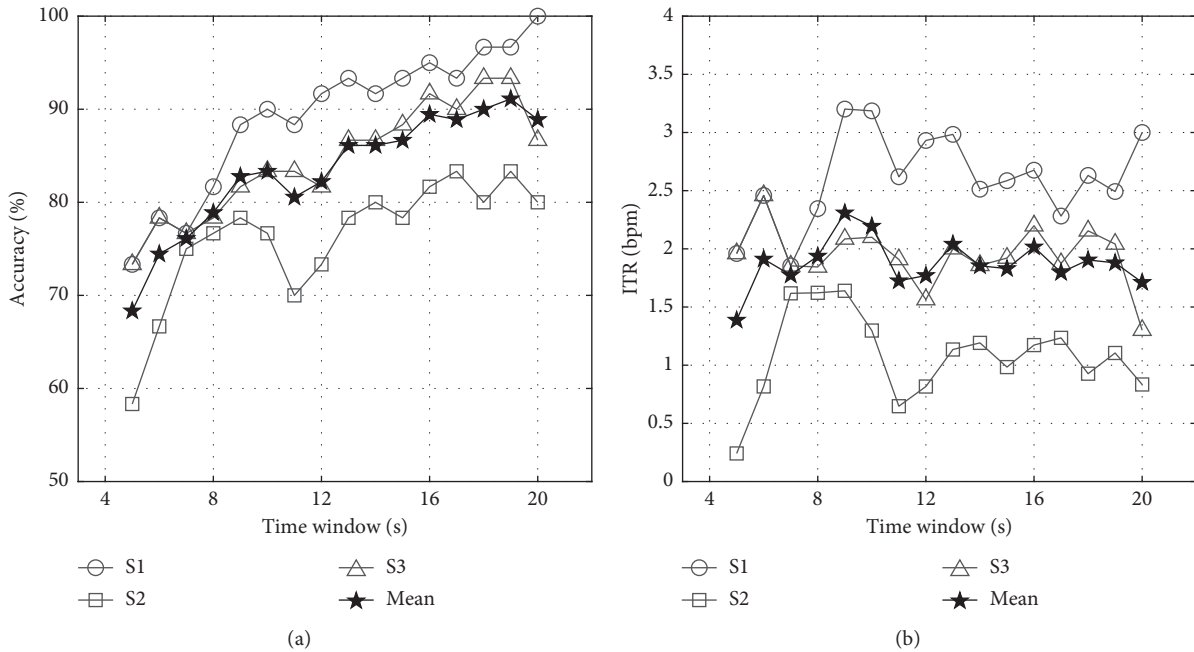 100
90
80
70
60
50
Accuracy (%)
4 8 12 16 20
Time window (s)
S1
S2
S3
Mean
(a)
4
3.5
3
2.5
2
1.5
1
0.5
0
ITR (bpm)
4 8 12 16 20
Time window (s)
S1
S2
S3
Mean
(b)